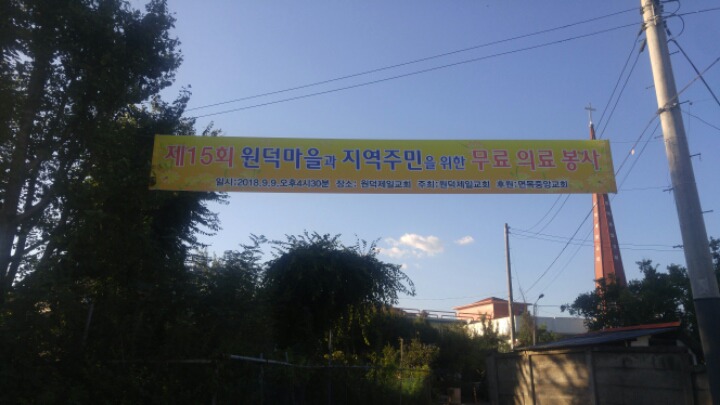 제15회 원덕마을과 지역주민을 위한 무료 의료 봉사
일시:2018.9.9.오후4시30분 장소: 원덕제일교회 주최:원덕제일교회 후원:연동중앙교회